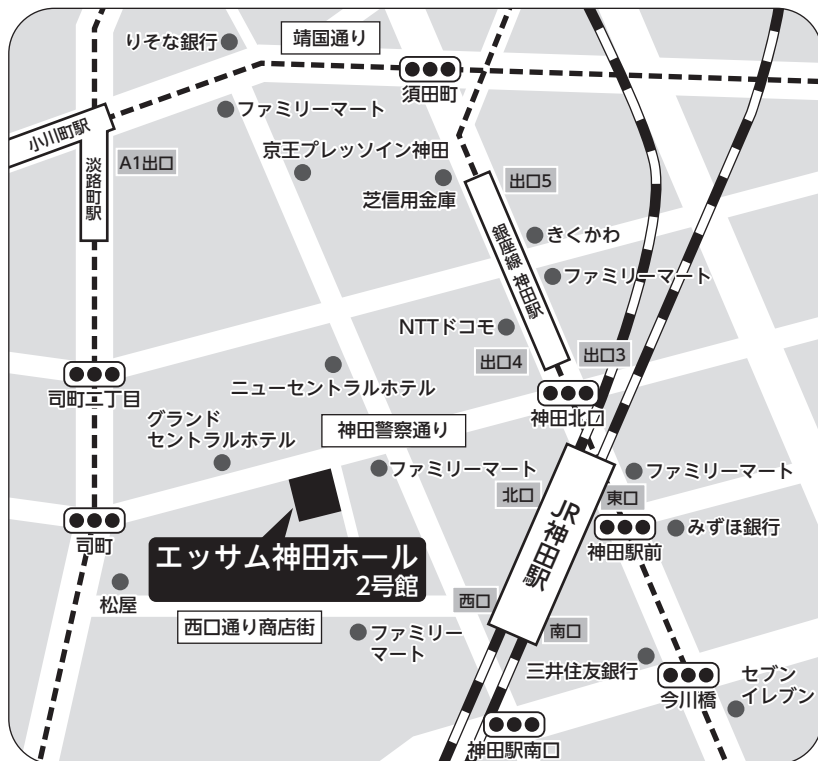 りそな銀行
靖国通り
須田町
ファミリーマート
小川町駅
淡路町駅
A1出口
京王プレッソイン神田
芝信用金庫
出口5
銀座線 神田駅
きくかわ
ファミリーマート
NTTドコモ
出口4
出口3
ニューセントラルホテル
司町二丁目
神田北口
グランド
セントラルホテル
神田警察通り
ファミリーマート
北口
JR神田駅
ファミリーマート
東口
神田駅前
みずほ銀行
司町
エッサム神田ホール
2号館
松屋
西口通り商店街
西口
ファミリー
マート
南口
三井住友銀行
今川橋
セブン
イレブン
神田駅南口